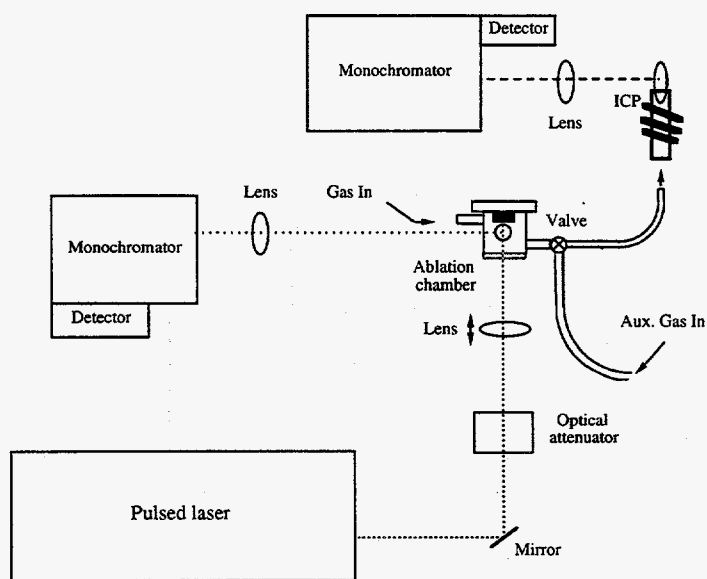 Detector
Monochromator
ICP
Lens
Lens
Gas In
Valve
Monochromator
Ablation
chamber
Detector
Lens
Aux. Gas In
Optical
attenuator
Pulsed laser
Mirror